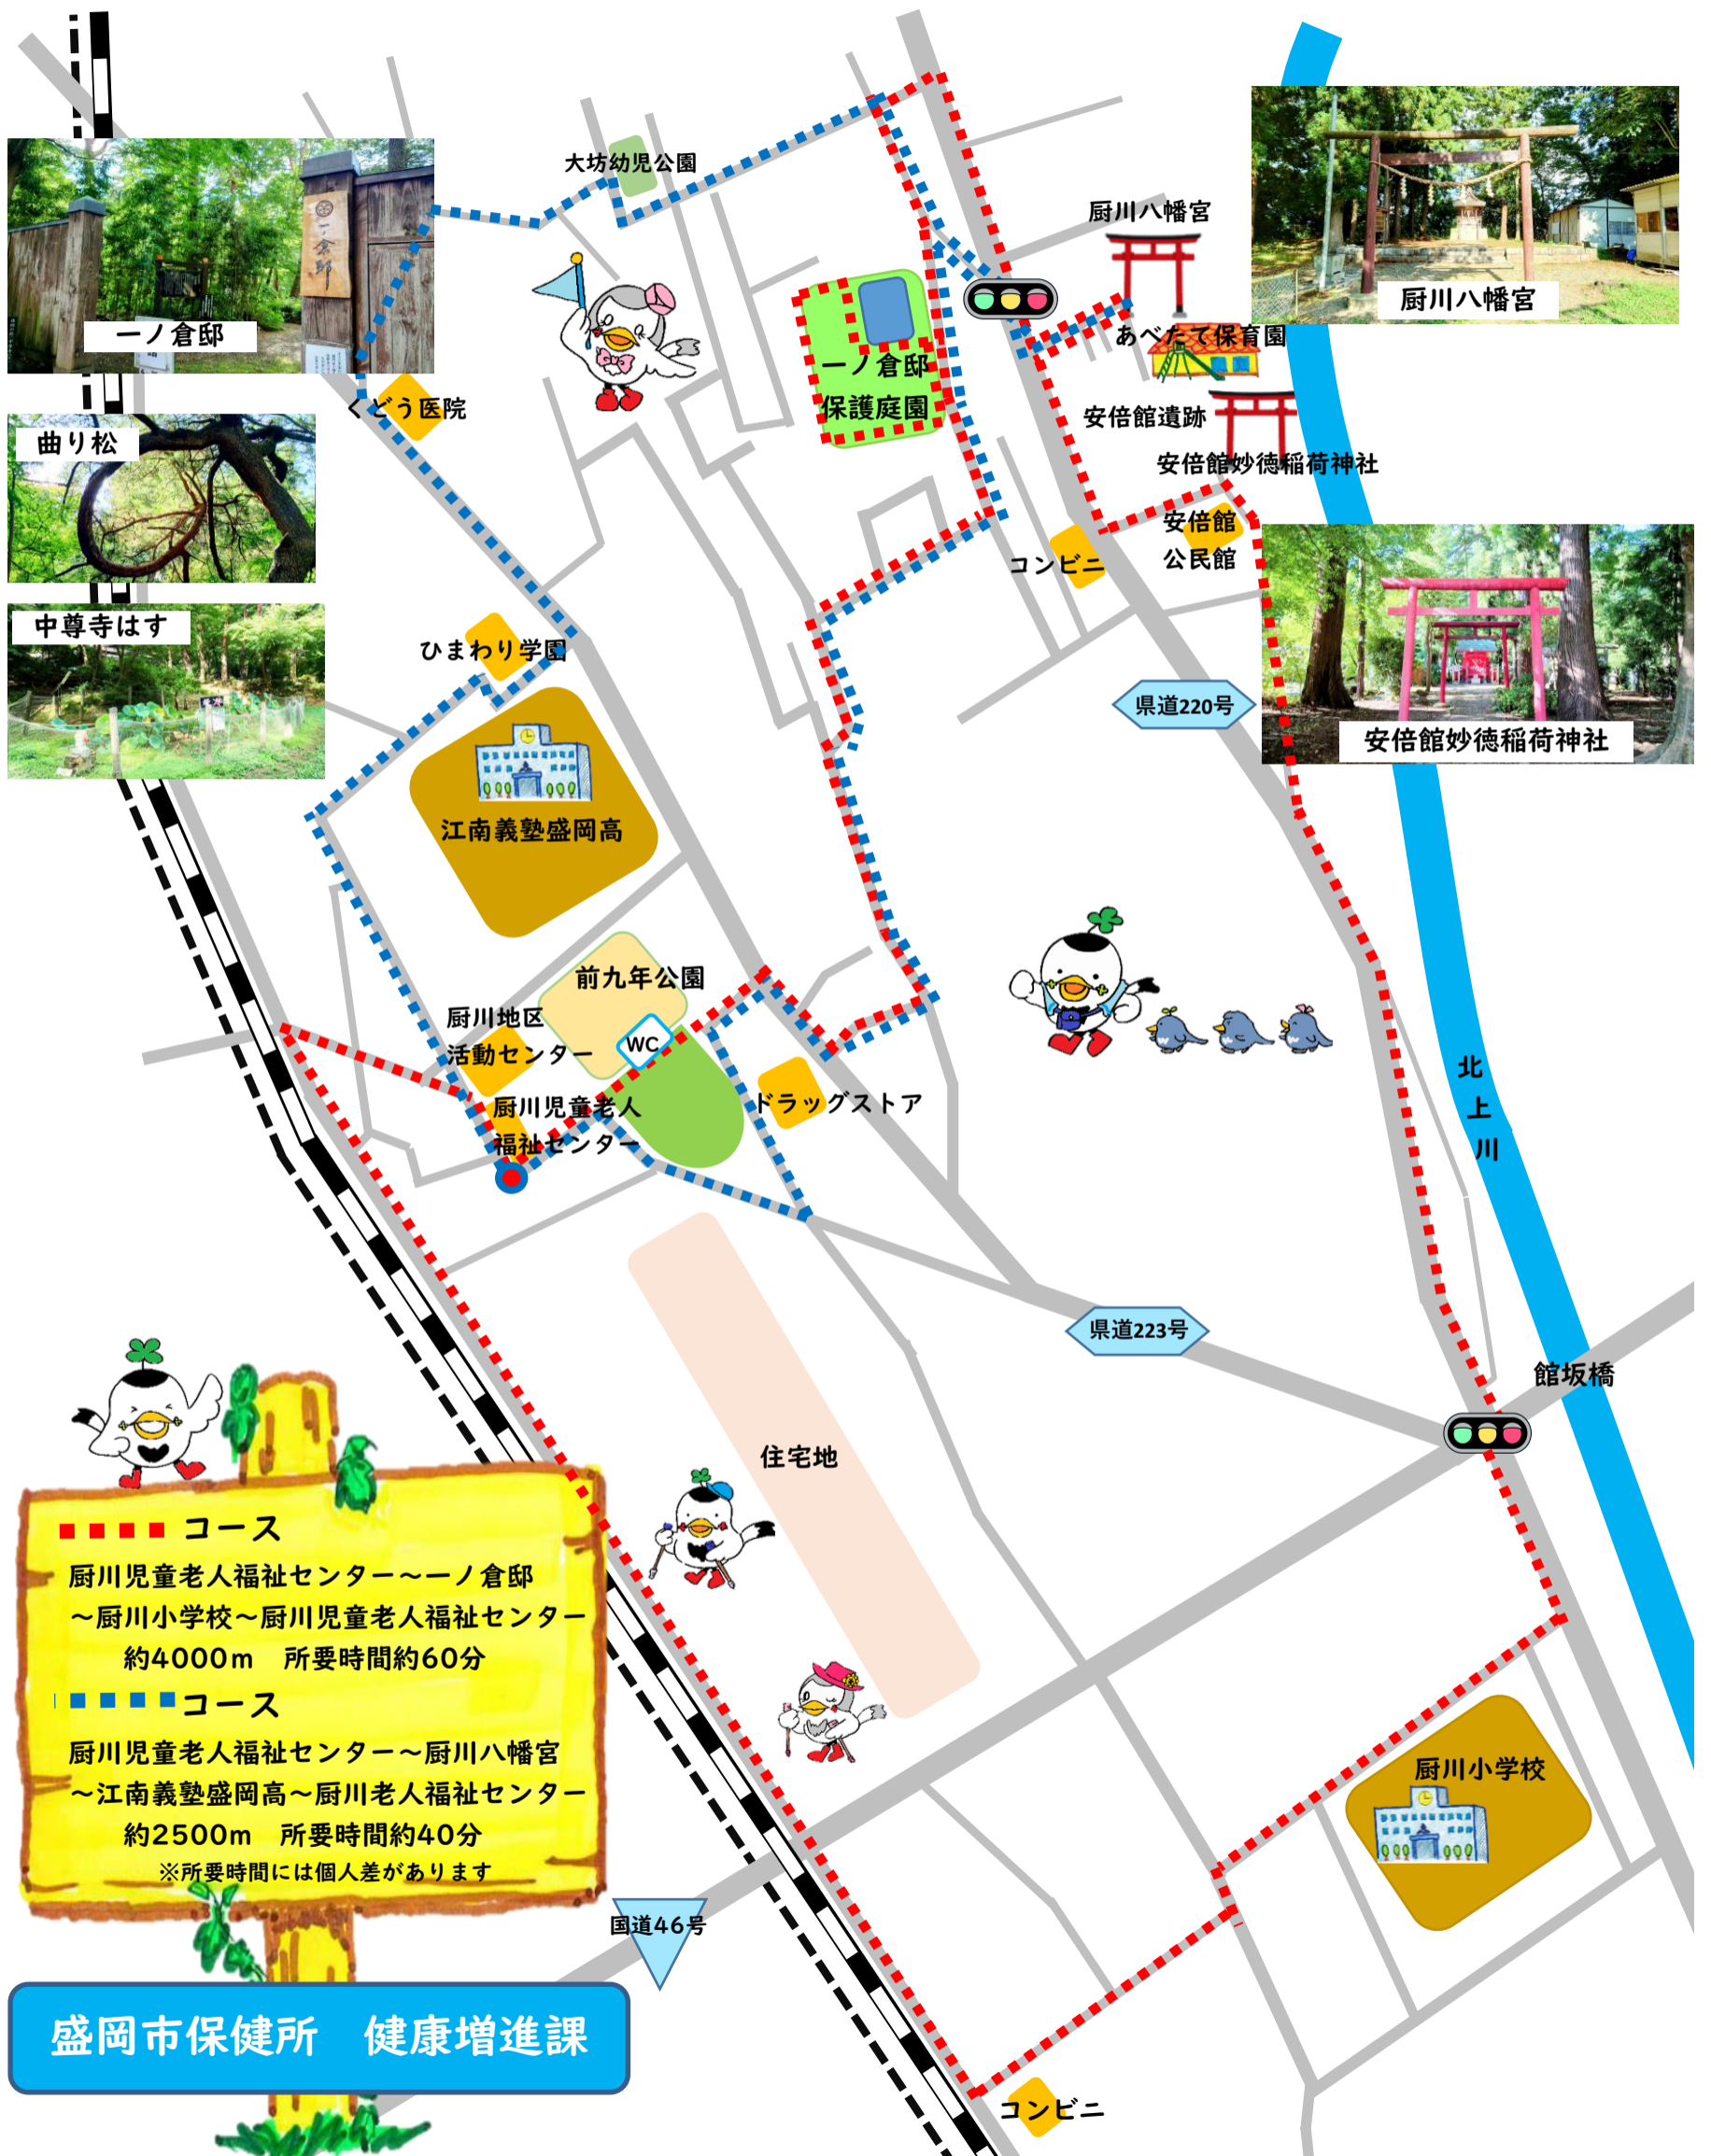 大坊幼児公園
厨川八幡宮
厨川八幡宮
一ノ倉邸
一ノ倉邸
一ノ倉邸
保護庭園
あべたて保育園
くどう医院
安倍館遺跡
曲り松
安倍館妙徳稲荷神社
安倍館
公民館
コンビニ
中尊寺はす
ひまわり学園
県道220号
安倍館妙徳稲荷神社
江南義塾盛岡高
前九年公園
厨川地区
活動センター
WC
北
上
川
厨川児童老人
福祉センター
ドラッグストア
県道223号
館坂橋
住宅地
コース
厨川児童老人福祉センター～一ノ倉邸
～厨川小学校～厨川児童老人福祉センター
約4000m 所要時間約60分
コース
厨川児童老人福祉センター～厨川八幡宮
～江南義塾盛岡高～厨川老人福祉センター
約2500m 所要時間約40分
※所要時間には個人差があります
厨川小学校
国道46号
盛岡市保健所 健康増進課
コンビニ